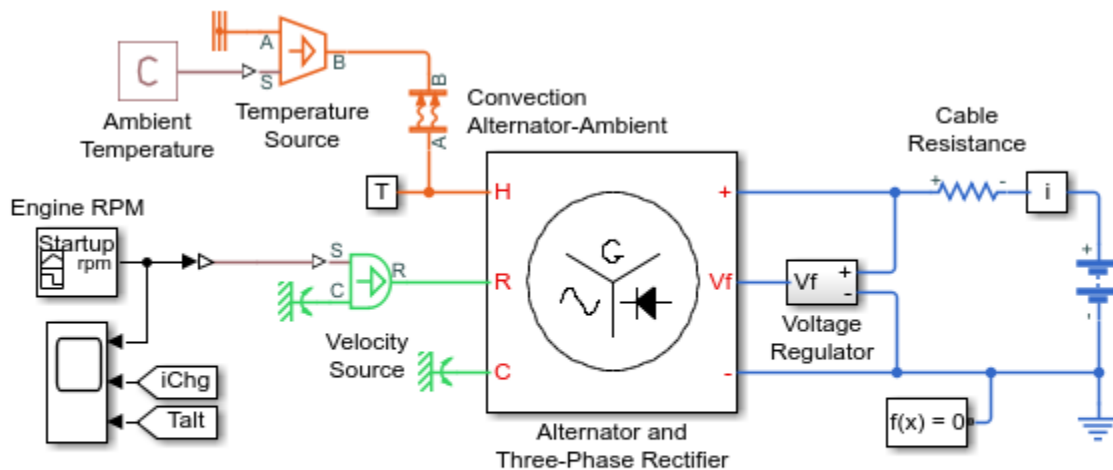 A
B
C
S
Ambient
Temperature
Temperature
Source
B
A
Convection
Alternator-Ambient
Cable
Resistance
+
-
i
T
H
+
Engine RPM
Startup
rpm
S
R
C
R
G
Vf
Vf
+
-
Voltage
Regulator
+
-
Velocity
Source
C
-
iChg
Talt
f(x) = 0
Alternator and
Three-Phase Rectifier